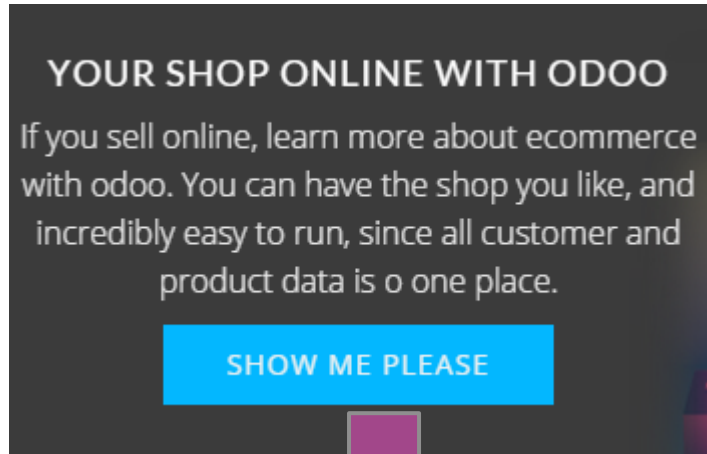 YOUR SHOP ONLINE WITH ODOO
If you sell online, learn more about ecommerce
with odoo. You can have the shop you like, and
incredibly easy to run, since all customer and
product data is o one place.
SHOW ME PLEASE